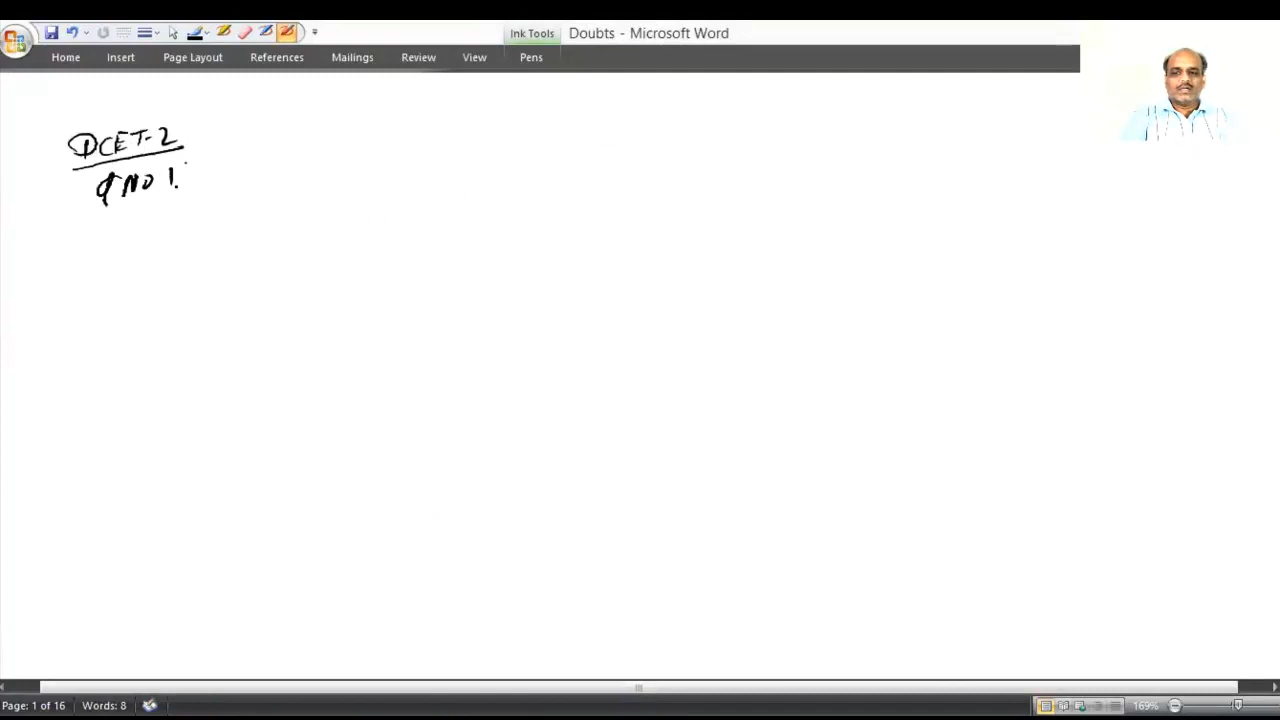 Ink Tools Doubts - Microsoft Word
Home Insert Page Layout References Mailings Review View Pens
DCET-2
Q No 1.
Page: 1 of 16 Words: 8 169%